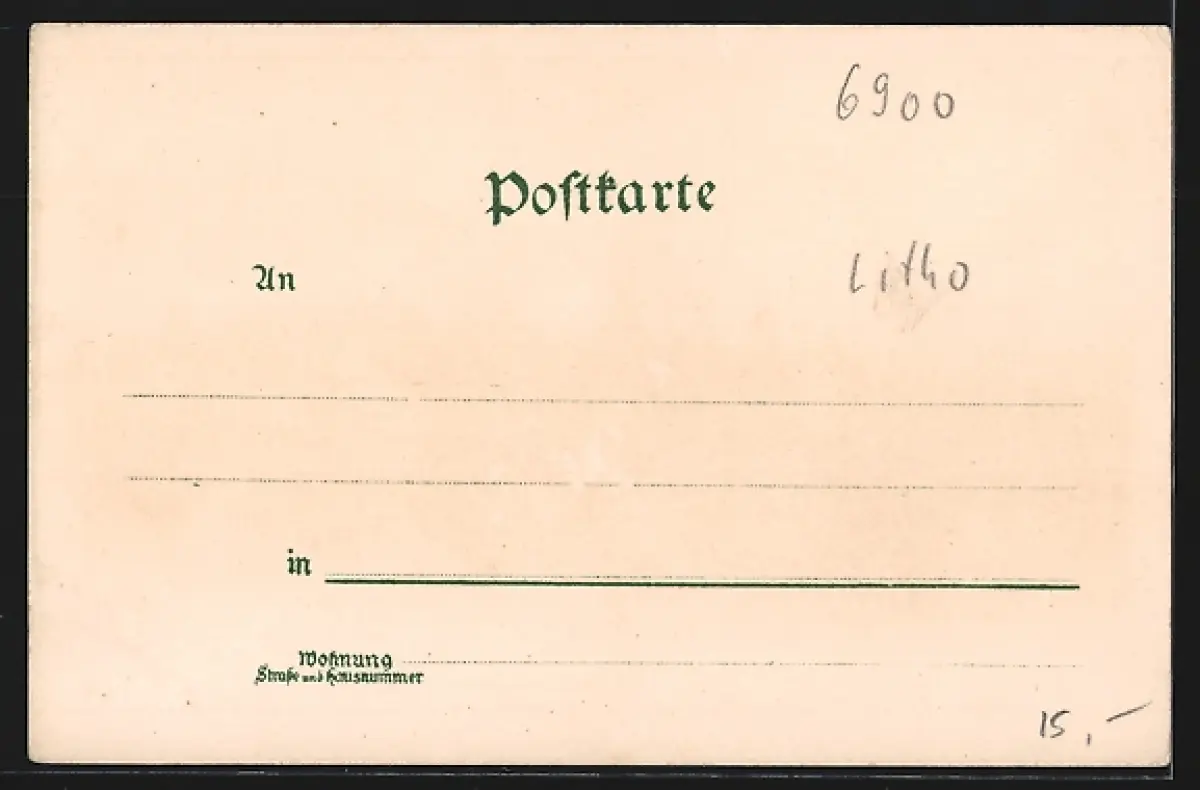 6900
Postkarte
An
Litho
in
Wohnung
Straße und Hausnummer
15,-